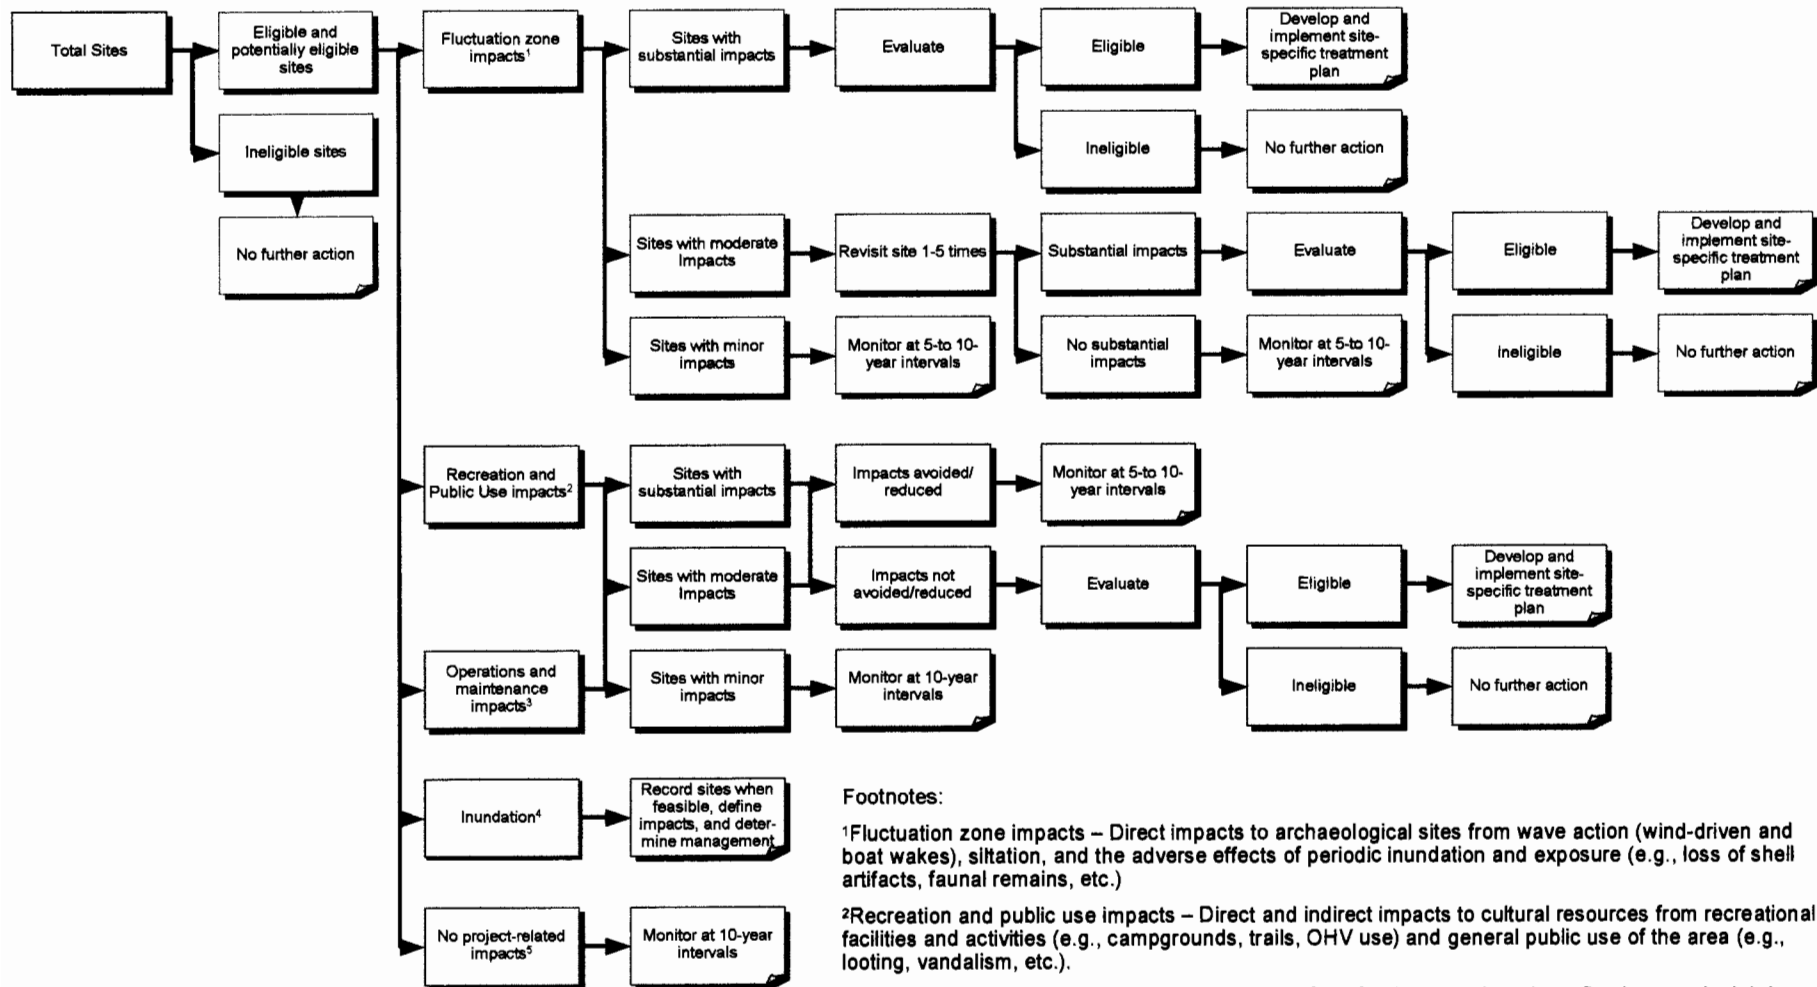 Total Sites
Eligible and
potentially eligible
sites
Ineligible sites
No further action
Fluctuation zone
impacts¹
Sites with
substantial impacts
Evaluate
Eligible
Develop and
implement site-
specific treatment
plan
Ineligible
No further action
Sites with moderate
Impacts
Revisit site 1-5 times
Substantial impacts
Evaluate
Eligible
Develop and
implement site-
specific treatment
plan
Ineligible
No further action
No substantial
impacts
Monitor at 5-to 10-
year intervals
Sites with minor
impacts
Monitor at 5-to 10-
year intervals
Recreation and
Public Use impacts²
Operations and
maintenance
impacts³
Sites with
substantial impacts
Sites with moderate
Impacts
Impacts avoided/
reduced
Monitor at 5-to 10-
year intervals
Impacts not
avoided/reduced
Evaluate
Eligible
Develop and
implement site-
specific treatment
plan
Ineligible
No further action
Sites with minor
impacts
Monitor at 10-year
intervals
Inundation⁴
Record sites when
feasible, define
impacts, and deter-
mine management
No project-related
impacts⁵
Monitor at 10-year
intervals
Footnotes:
¹Fluctuation zone impacts – Direct impacts to archaeological sites from wave action (wind-driven and
boat wakes), siltation, and the adverse effects of periodic inundation and exposure (e.g., loss of shell
artifacts, faunal remains, etc.)
²Recreation and public use impacts – Direct and indirect impacts to cultural resources from recreational
facilities and activities (e.g., campgrounds, trails, OHV use) and general public use of the area (e.g.,
looting, vandalism, etc.).